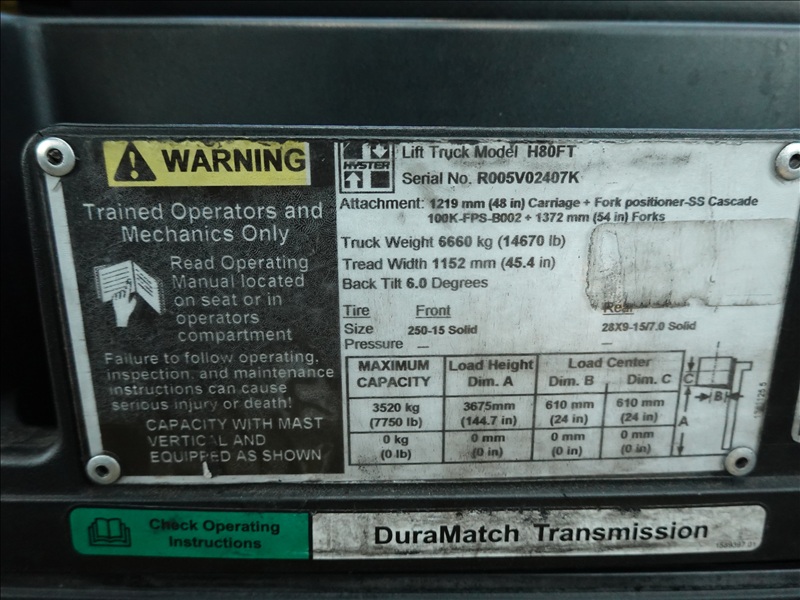 WARNING
Trained Operators and
Mechanics Only
Read Operating
Manual located
on seat or in
operators
compartment
Failure to follow operating,
inspection, and maintenance
instructions can cause
serious injury or death!
CAPACITY WITH MAST
VERTICAL AND
EQUIPPED AS SHOWN
HYSTER
Lift Truck Model H80FT
Serial No. R005V02407K
Attachment: 1219 mm (48 in) Carriage + Fork positioner-SS Cascade
100K-FPS-B002 + 1372 mm (54 in) Forks
Truck Weight 6660 kg (14670 lb)
Tread Width 1152 mm (45.4 in)
Back Tilt 6.0 Degrees
Tire Front Rear
Size 250-15 Solid 28X9-15/7.0 Solid
Pressure — —
MAXIMUM CAPACITY Load Height Dim. A Load Center Dim. B Dim. C
3520 kg 3675mm 610 mm 610 mm
(7750 lb) (144.7 in) (24 in) (24 in)
0 kg 0 mm 0 mm 0 mm
(0 lb) (0 in) (0 in) (0 in)
C
B
A
Check Operating
Instructions
DuraMatch Transmission